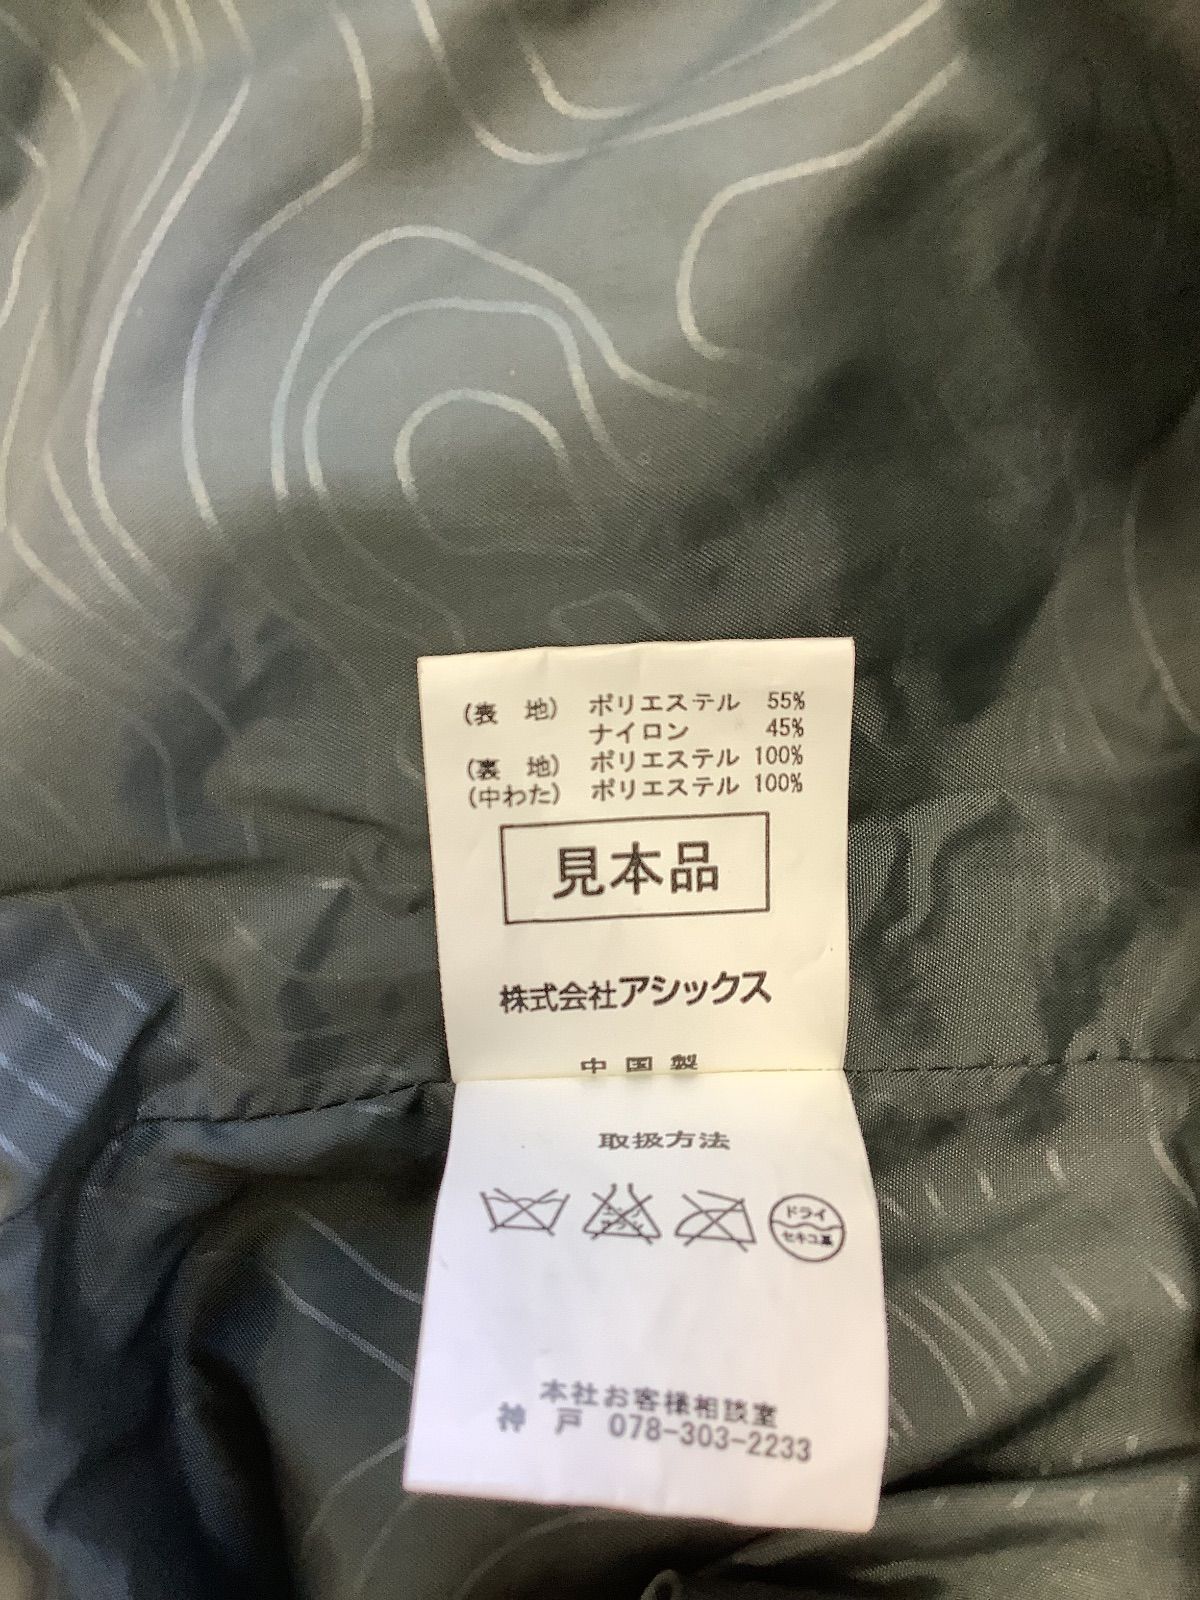 (表 地) ポリエステル 55%
ナイロン 45%
(裏 地) ポリエステル 100%
(中わた) ポリエステル 100%
見本品
株式会社アシックス
中国製
取扱方法
ドライ
セキユ系
本社お客様相談室
神 戸 078-303-2233